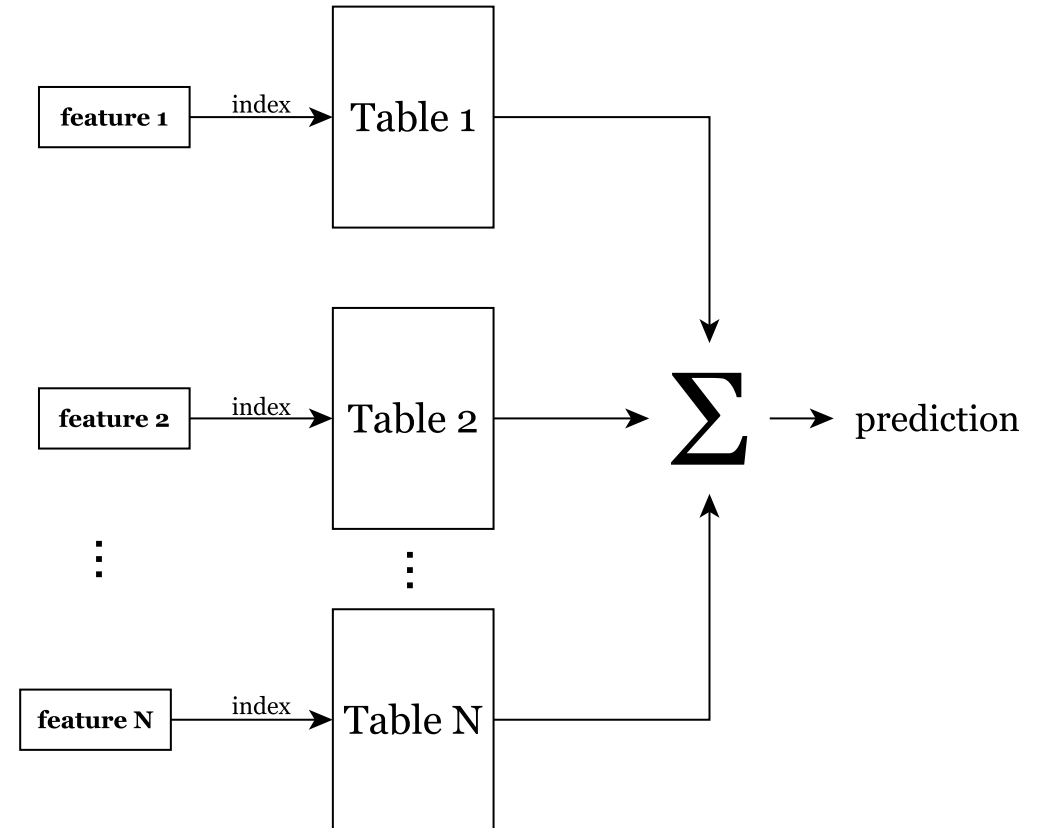 feature 1
index
Table 1
feature 2
index
Table 2
Σ
prediction
⋮
⋮
feature N
index
Table N